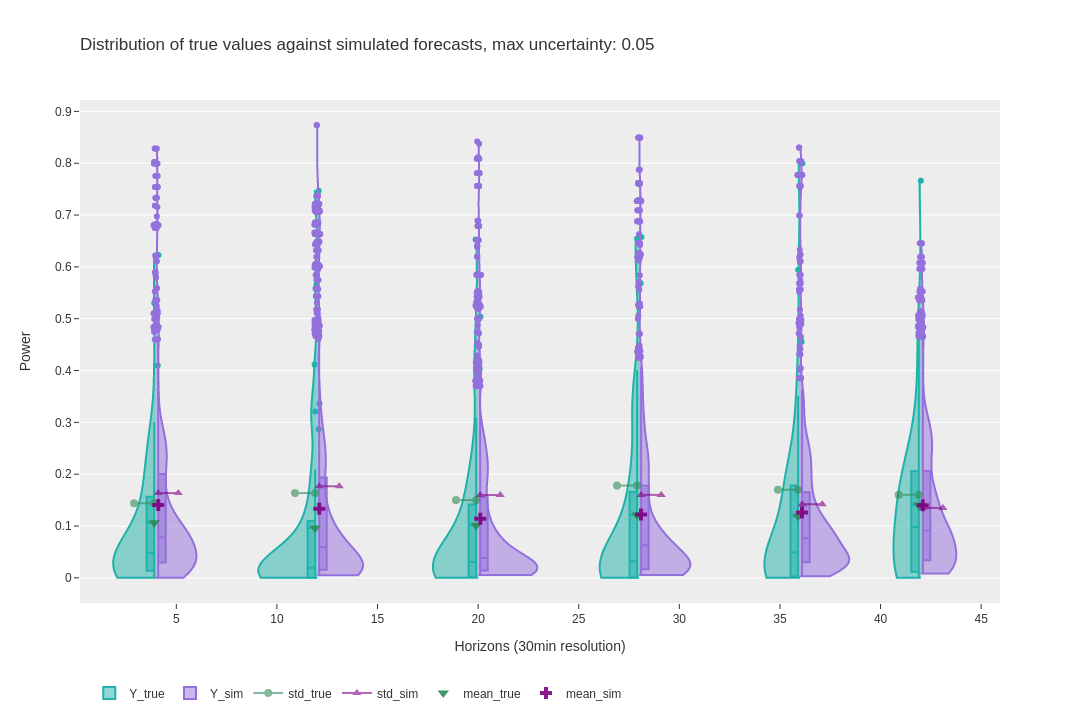 Distribution of true values against simulated forecasts, max uncertainty: 0.05
0.9
0.8
0.7
0.6
0.5
0.4
0.3
0.2
0.1
0
Power
5 10 15 20 25 30 35 40 45
Horizons (30min resolution)
Y_true Y_sim std_true std_sim mean_true mean_sim